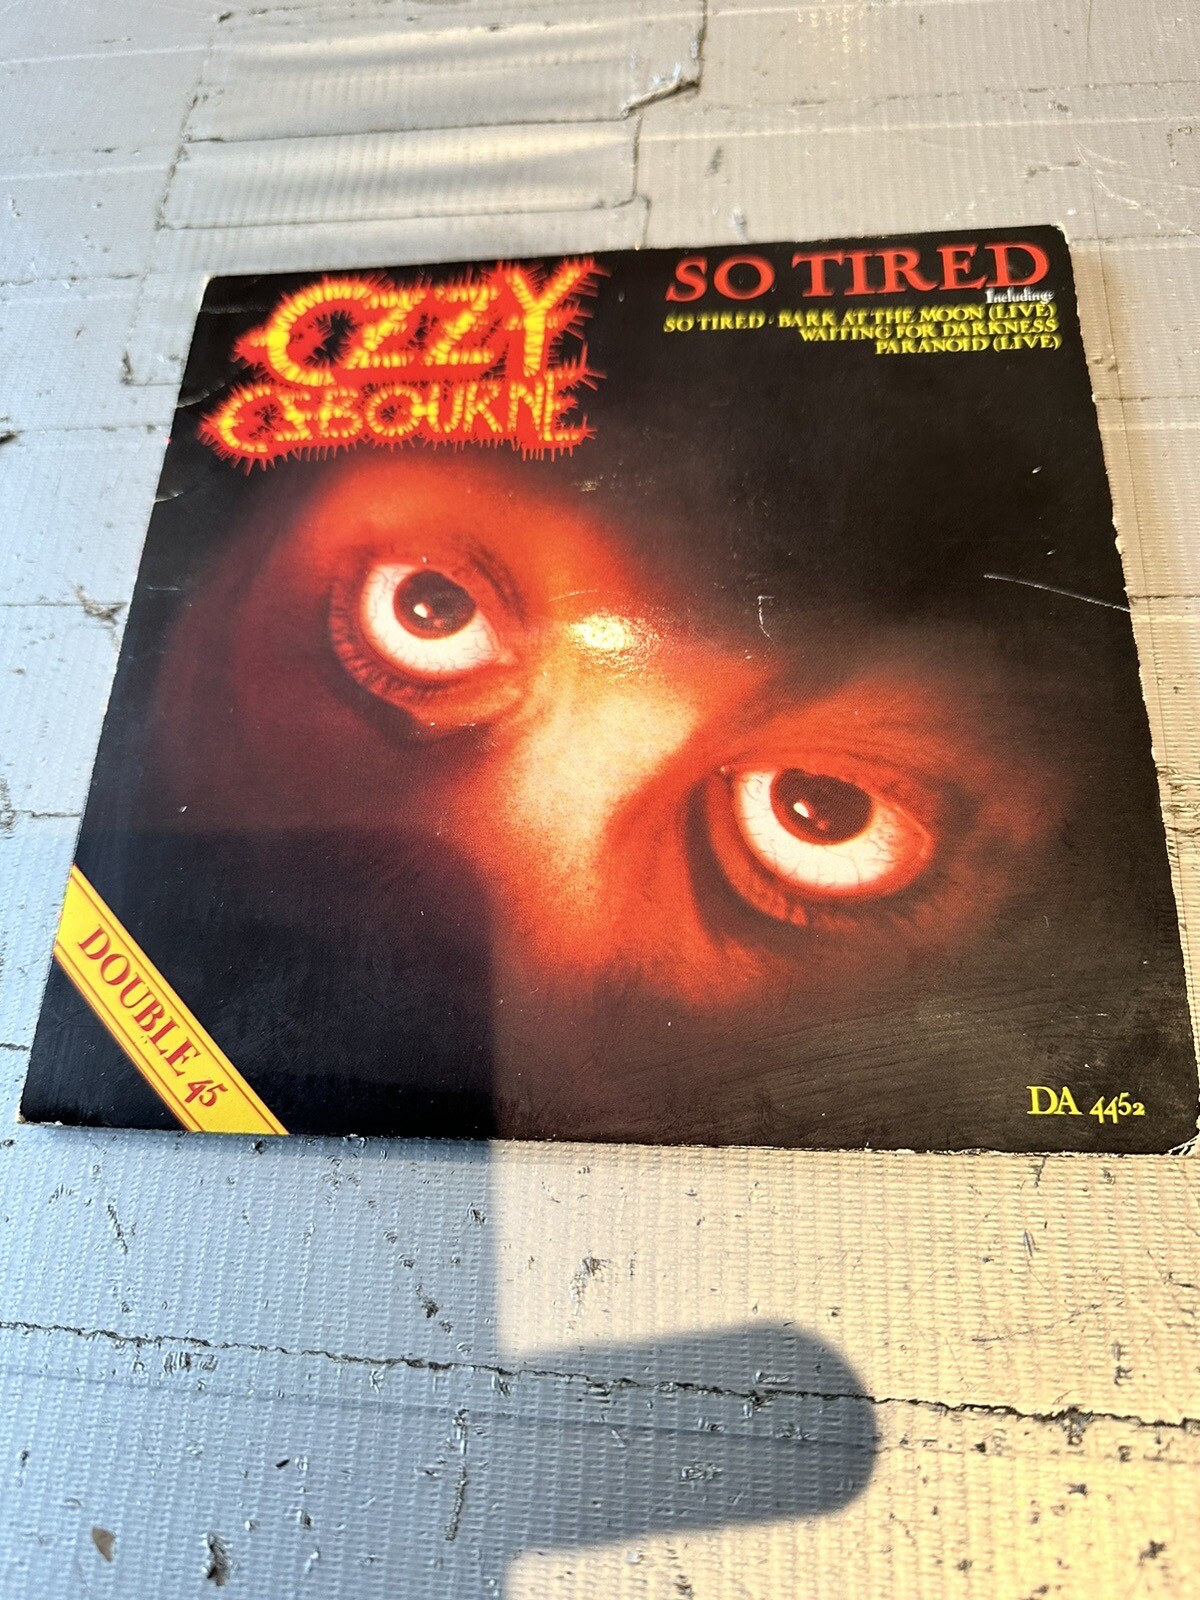 OZZY
OSBOURNE
SO TIRED
Including:
SO TIRED · BARK AT THE MOON (LIVE)
WAITING FOR DARKNESS
PARANOID (LIVE)
DOUBLE 45
DA 4452